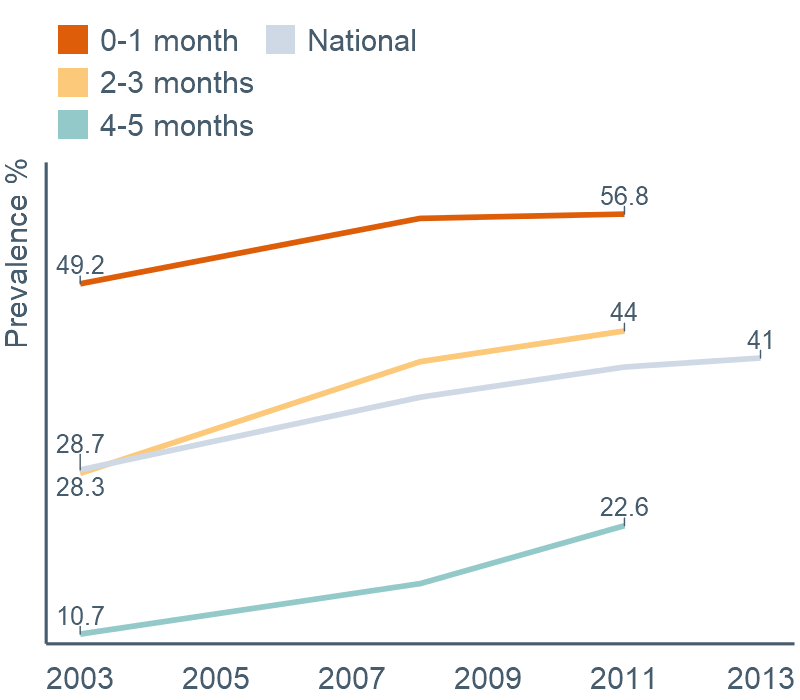 0-1 month
National
2-3 months
4-5 months
Prevalence %
56.8
49.2
44
41
28.7
28.3
22.6
10.7
2003 2005 2007 2009 2011 2013